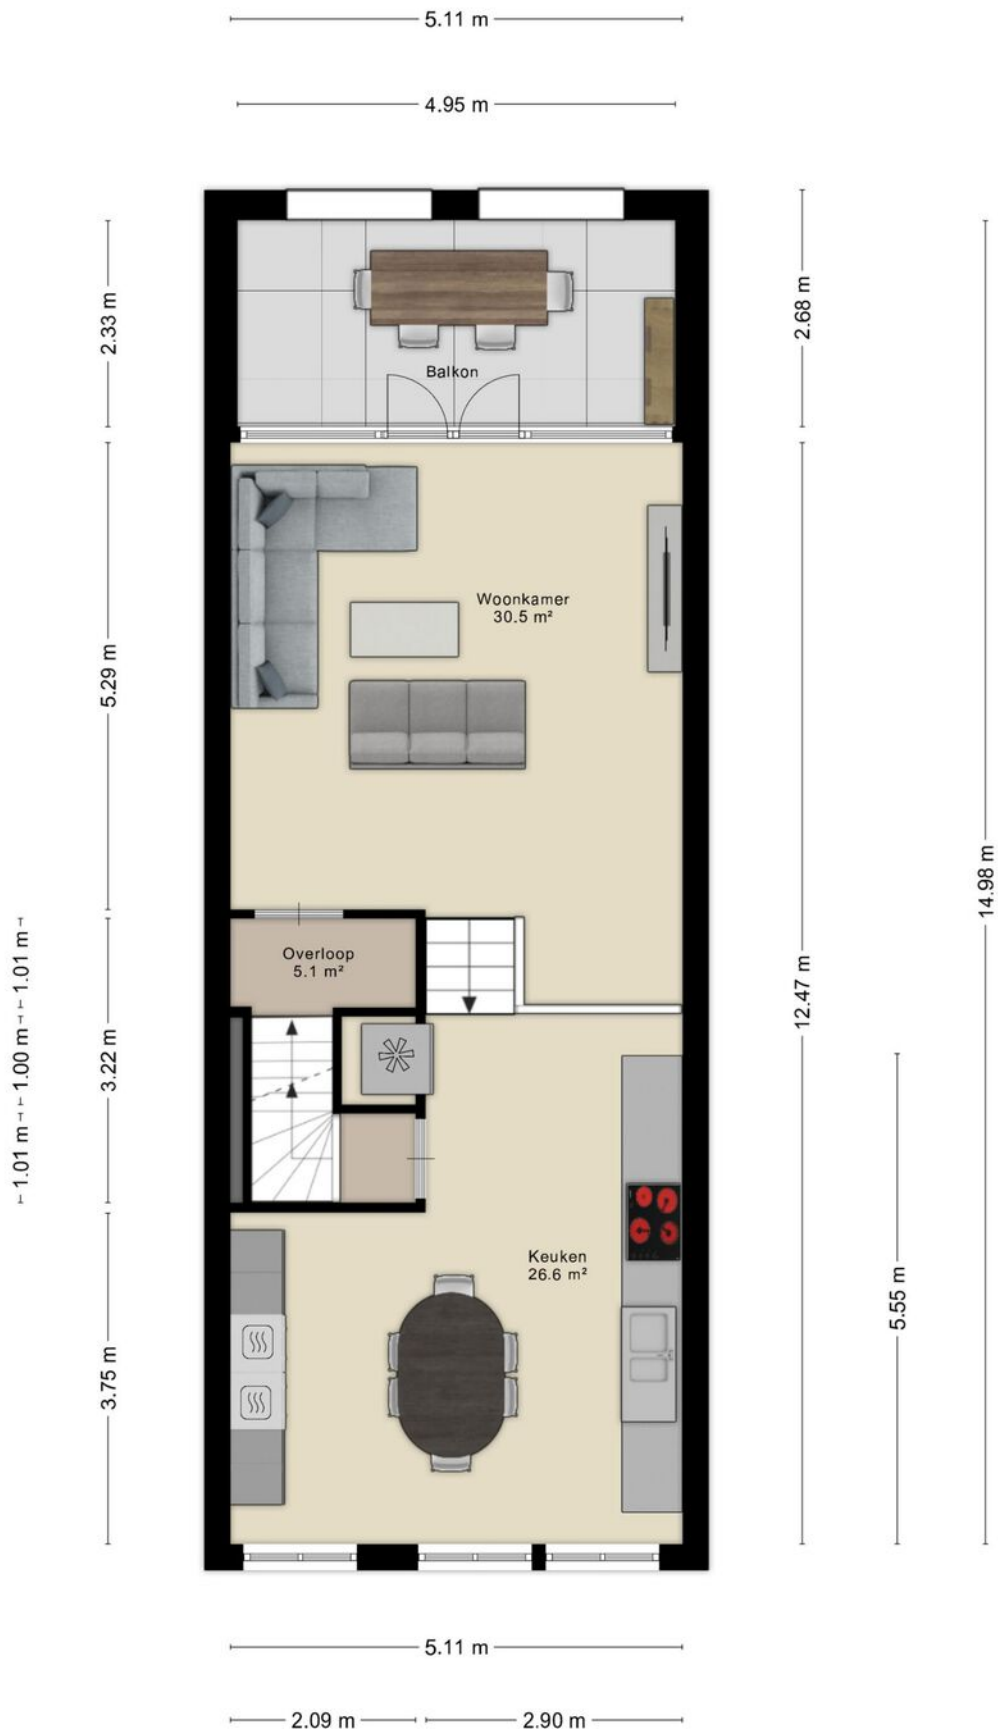 5.11 m
4.95 m
2.33 m
2.68 m
Balkon
Woonkamer
30.5 m²
5.29 m
14.98 m
Overloop
5.1 m²
12.47 m
1.01 m
1.00 m
1.01 m
3.22 m
Keuken
26.6 m²
5.55 m
3.75 m
5.11 m
2.09 m
2.90 m